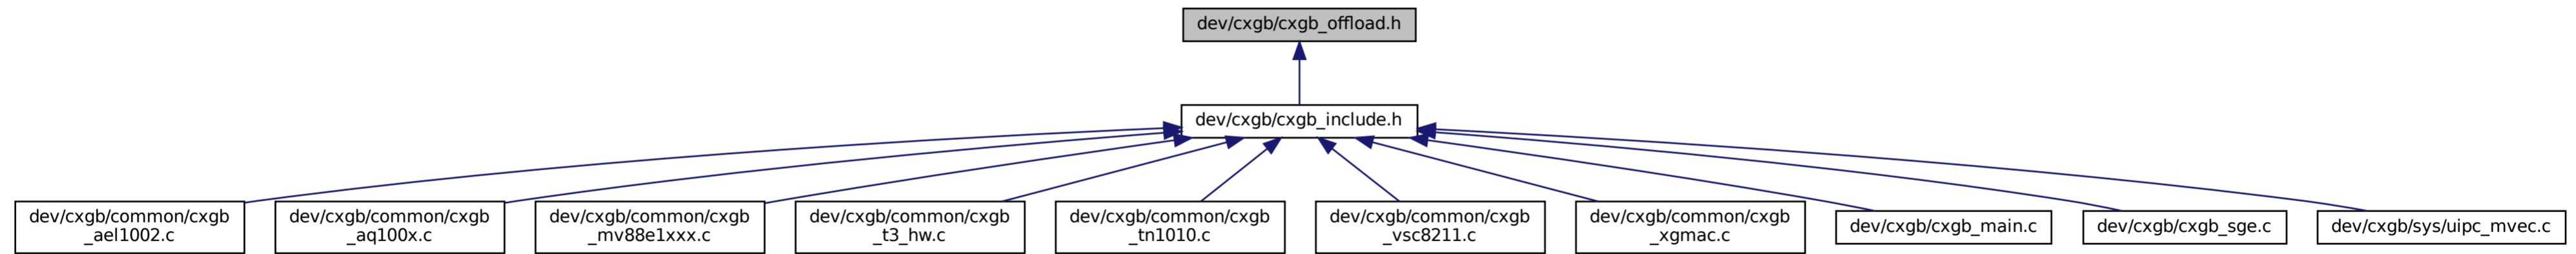 dev/cxgb/cxgb_offload.h
dev/cxgb/cxgb_include.h
dev/cxgb/common/cxgb
_ael1002.c
dev/cxgb/common/cxgb
_aq100x.c
dev/cxgb/common/cxgb
_mv88e1xxx.c
dev/cxgb/common/cxgb
_t3_hw.c
dev/cxgb/common/cxgb
_tn1010.c
dev/cxgb/common/cxgb
_vsc8211.c
dev/cxgb/common/cxgb
_xgmac.c
dev/cxgb/cxgb_main.c
dev/cxgb/cxgb_sge.c
dev/cxgb/sys/uipc_mvec.c